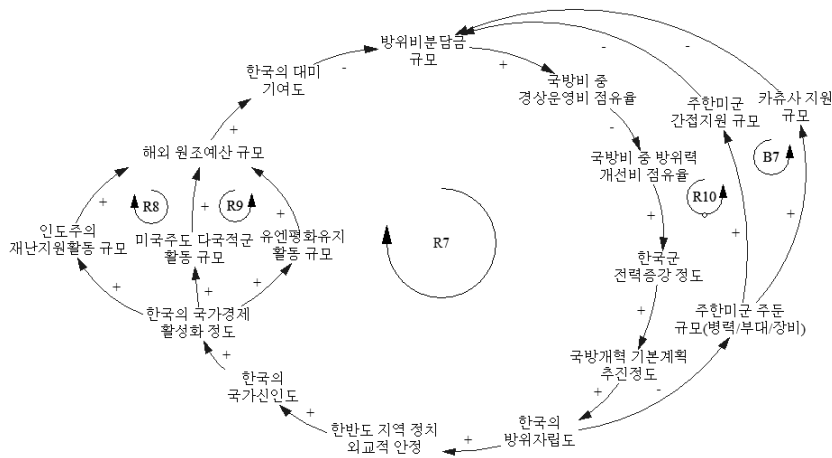 방위비분담금
규모
한국의 대미
기여도
-
+
-
-
국방비 중
경상운영비 점유율
주한미군
간접지원 규모
카츄사 지원
규모
+
-
해외 원조예산 규모
국방비 중 방위력
개선비 점유율
B7
R8
R9
R10
+
+
+
+
+
인도주의
재난지원활동 규모
미국주도 다국적군
활동 규모
유엔평화유지
활동 규모
R7
+
한국군
전력증강 정도
+
+
+
+
한국의 국가경제
활성화 정도
주한미군 주둔
규모(병력/부대/장비)
+
국방개혁 기본계획
추진정도
한국의
국가신인도
+
-
+
한반도 지역 정치
외교적 안정
+
한국의
방위자립도